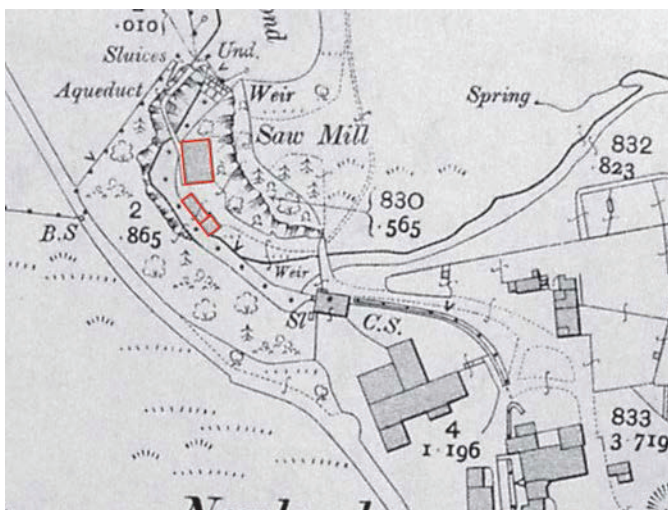 .010
Sluices
Und.
Aqueduct
Weir
Spring
Saw Mill
832
.823
830
.565
2
.865
B.S
Weir
Sl
C.S.
4
1.196
833
3.719